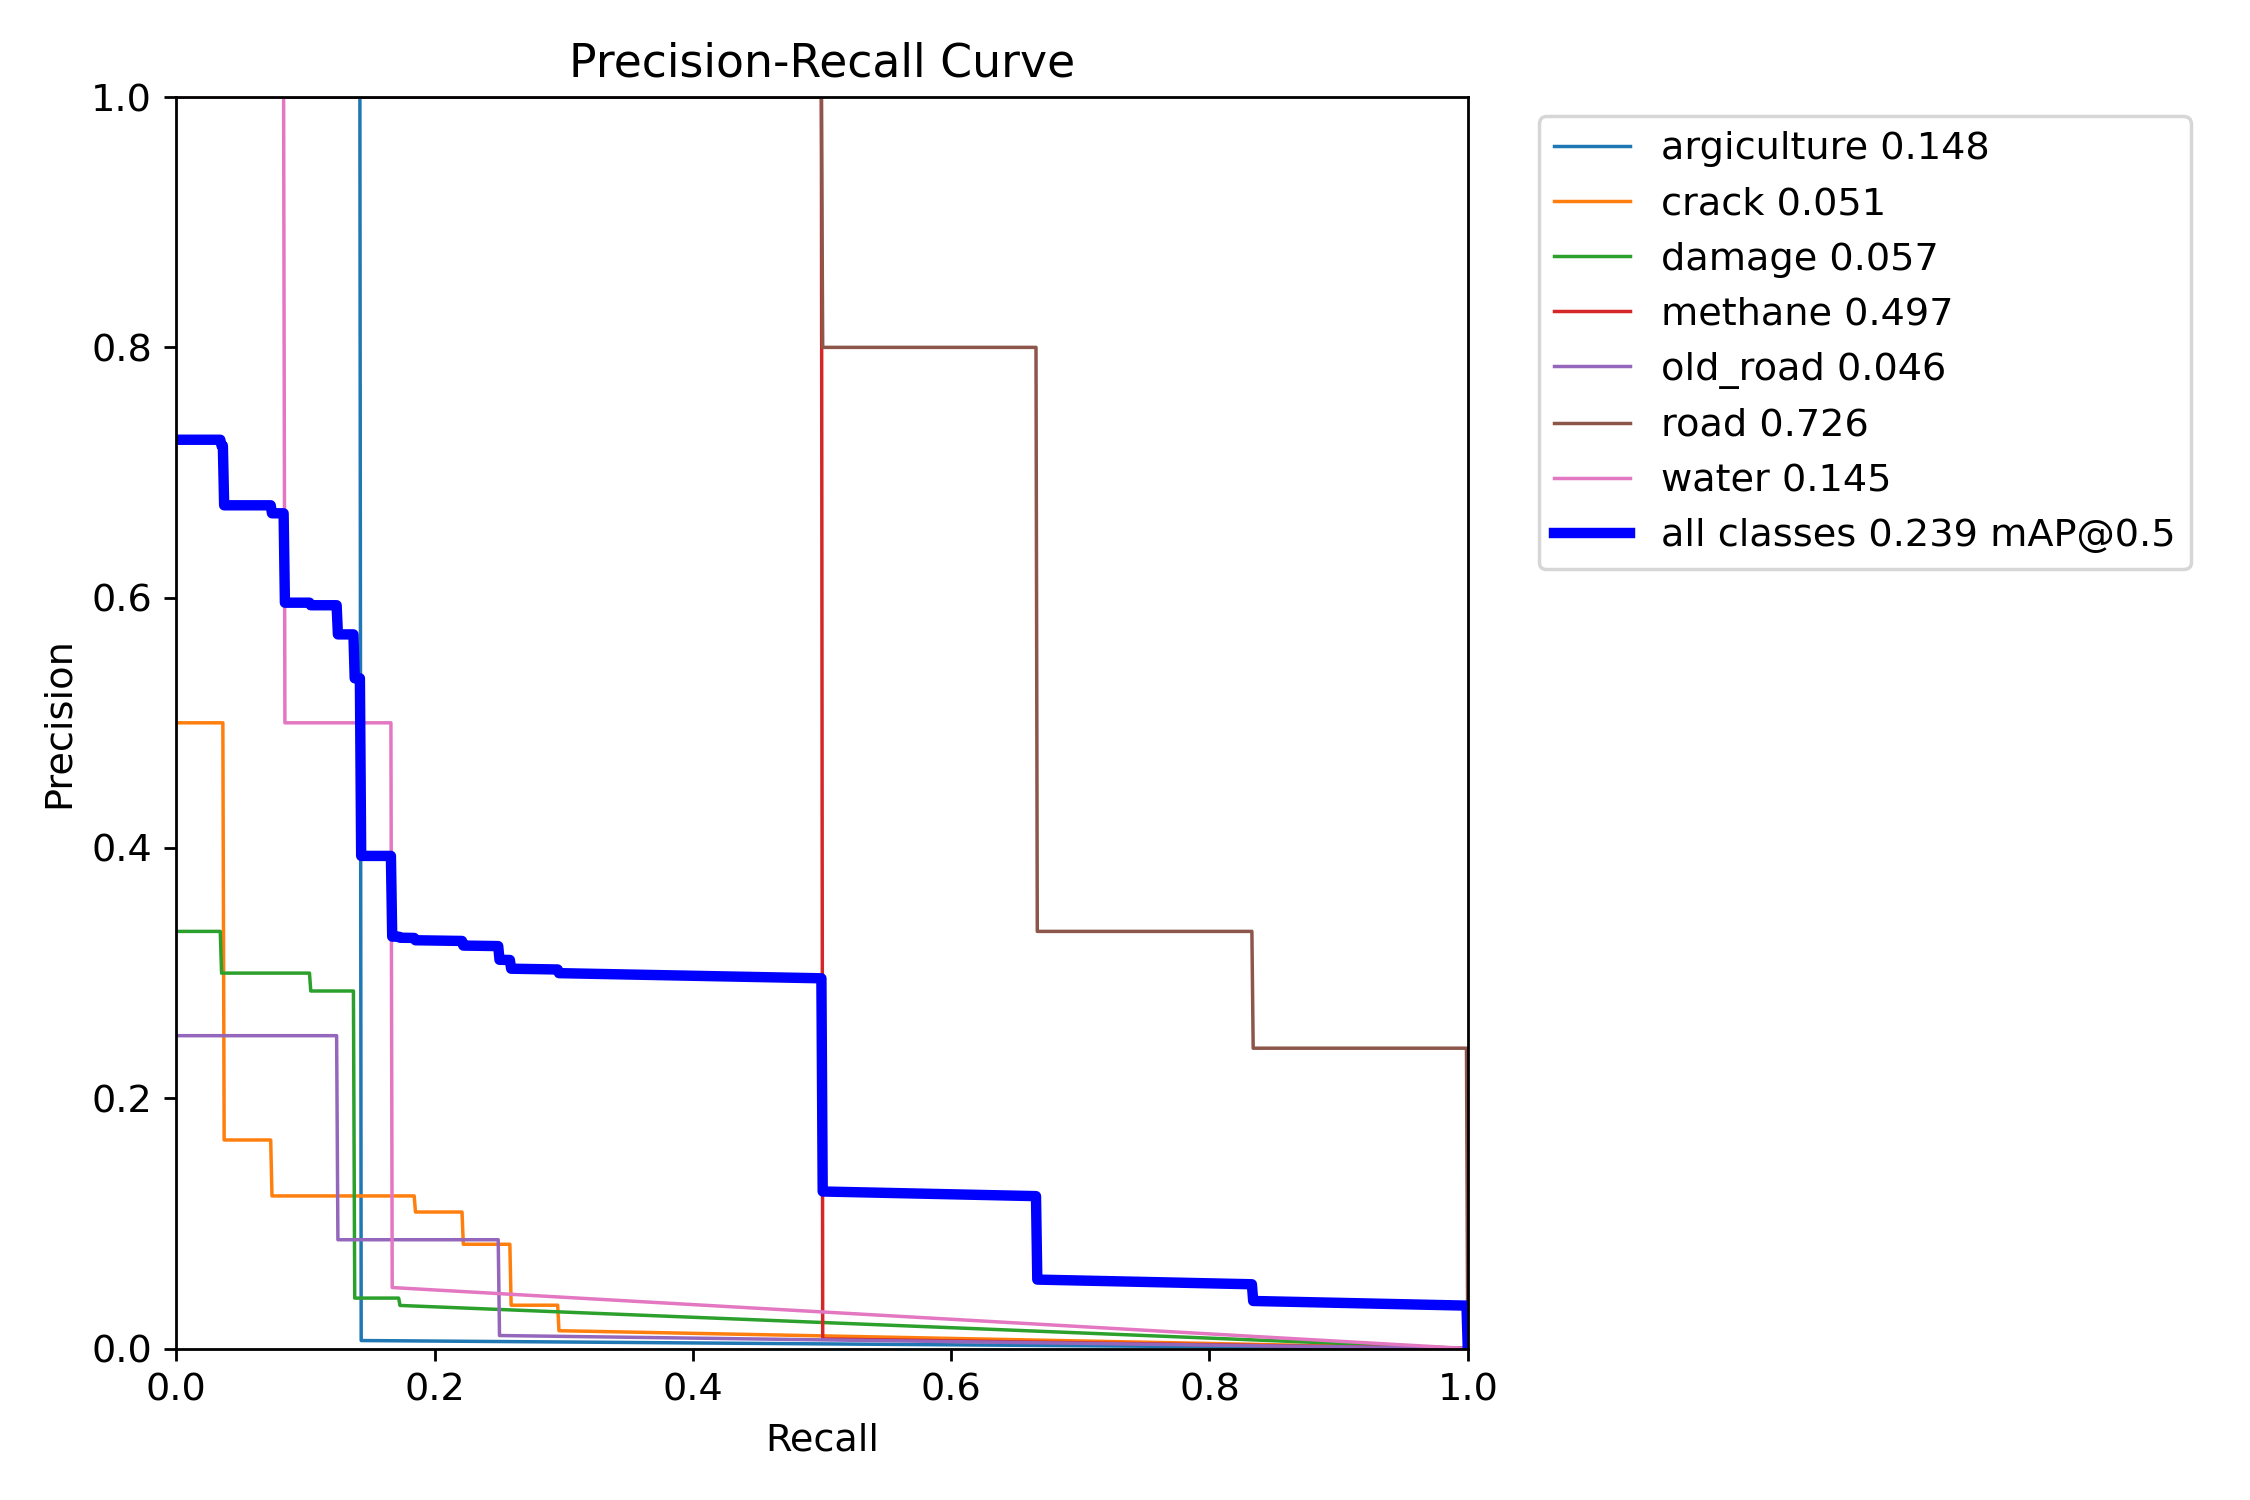 Precision-Recall Curve
1.0
0.8
0.6
0.4
0.2
0.0
Precision
0.0 0.2 0.4 0.6 0.8 1.0
Recall
argiculture 0.148
crack 0.051
damage 0.057
methane 0.497
old_road 0.046
road 0.726
water 0.145
all classes 0.239 mAP@0.5